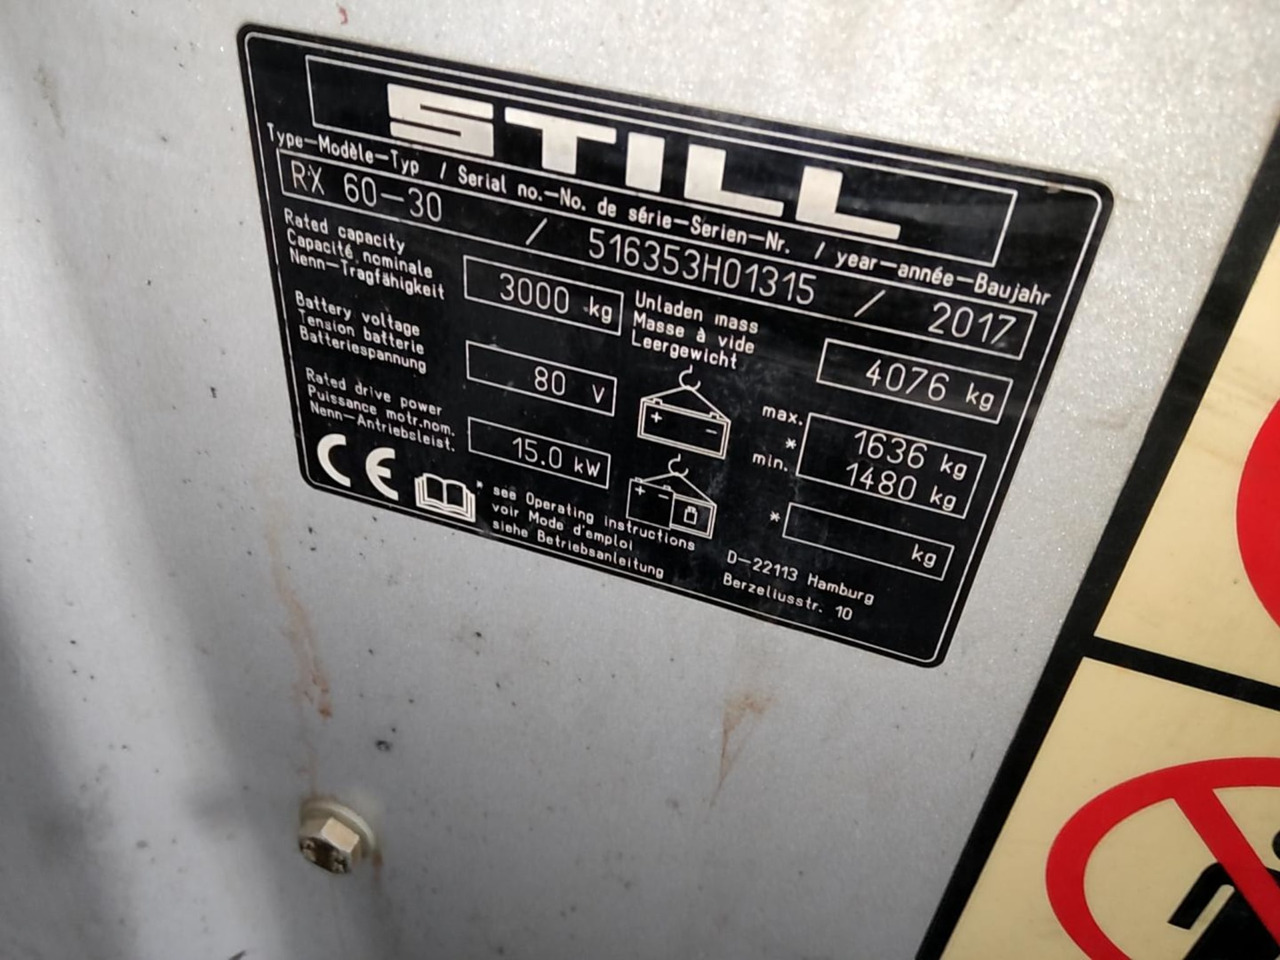 STILL
Type-Modèle-Typ / Serial no.-No. de série-Serien-Nr. / year-année-Baujahr
RX 60-30 / 516353H01315 / 2017
Rated capacity
Capacité nominale
Nenn-Tragfähigkeit
3000 kg
Unladen mass
Masse à vide
Leergewicht
4076 kg
Battery voltage
Tension batterie
Batteriespannung
80 V
max. 1636 kg
*
min. 1480 kg
Rated drive power
Puissance motr.nom.
Nenn-Antriebsleist.
15.0 kW
+ -
+ -
* kg
CE
* see Operating instructions
voir Mode d'emploi
siehe Betriebsanleitung
D-22113 Hamburg
Berzeliusstr. 10